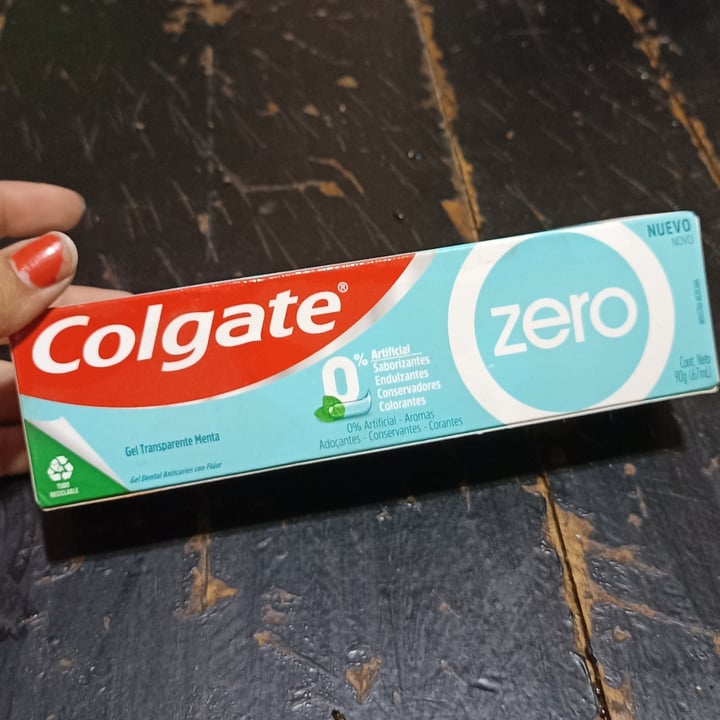 Colgate®
zero
NUEVO
NOVO
0% Artificial
Saborizantes
Endulzantes
Conservadores
Colorantes
0% Artificial - Aromas
Adoçantes - Conservantes - Corantes
Gel Transparente Menta
Gel Dental Anticaries con Flúor
TUBO
RECICLABLE
Cont. Neto
90g (67mL)